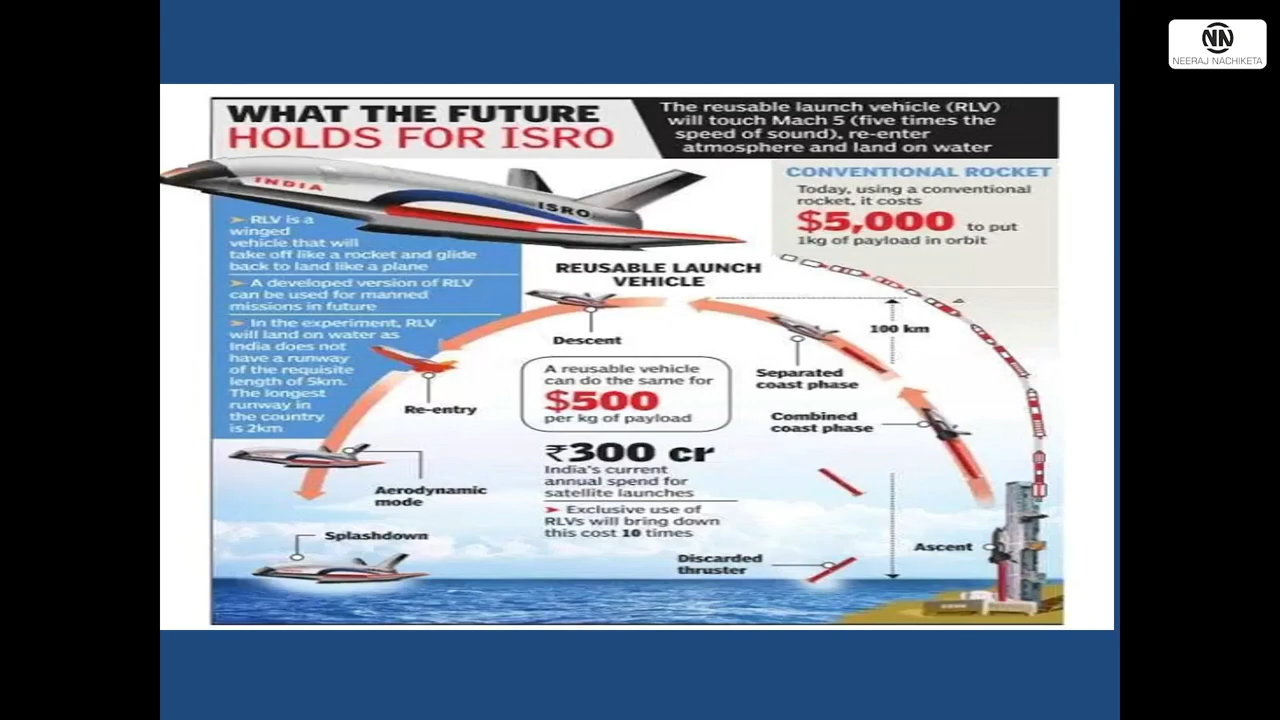 NN
NEERAJ NACHIKETA
WHAT THE FUTURE
HOLDS FOR ISRO
The reusable launch vehicle (RLV)
will touch Mach 5 (five times the
speed of sound), re-enter
atmosphere and land on water
INDIA
ISRO
➤ RLV is a
winged
vehicle that will
take off like a rocket and glide
back to land like a plane
➤ A developed version of RLV
can be used for manned
missions in future
➤ In the experiment, RLV
will land on water as
India does not
have a runway
of the requisite
length of 5km.
The longest
runway in
the country
is 2km
CONVENTIONAL ROCKET
Today, using a conventional
rocket, it costs
$5,000 to put
1kg of payload in orbit
REUSABLE LAUNCH
VEHICLE
Descent
100 km
Separated
coast phase
Combined
coast phase
Re-entry
A reusable vehicle
can do the same for
$500
per kg of payload
₹300 cr
India's current
annual spend for
satellite launches
➤ Exclusive use of
RLVs will bring down
this cost 10 times
Aerodynamic
mode
Splashdown
Discarded
thruster
Ascent